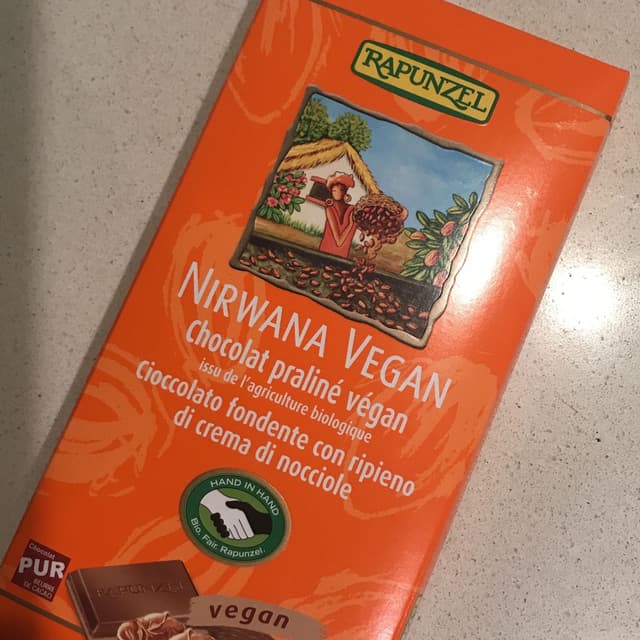 RAPUNZEL
NIRWANA VEGAN
Chocolat praliné végan
issu de l'agriculture biologique
Cioccolato fondente con ripieno
di crema di nocciole
HAND IN HAND
Bio. Fair. Rapunzel.
Chocolat
PUR
BEURRE
DE CACAO
RAPUNZEL
vegan